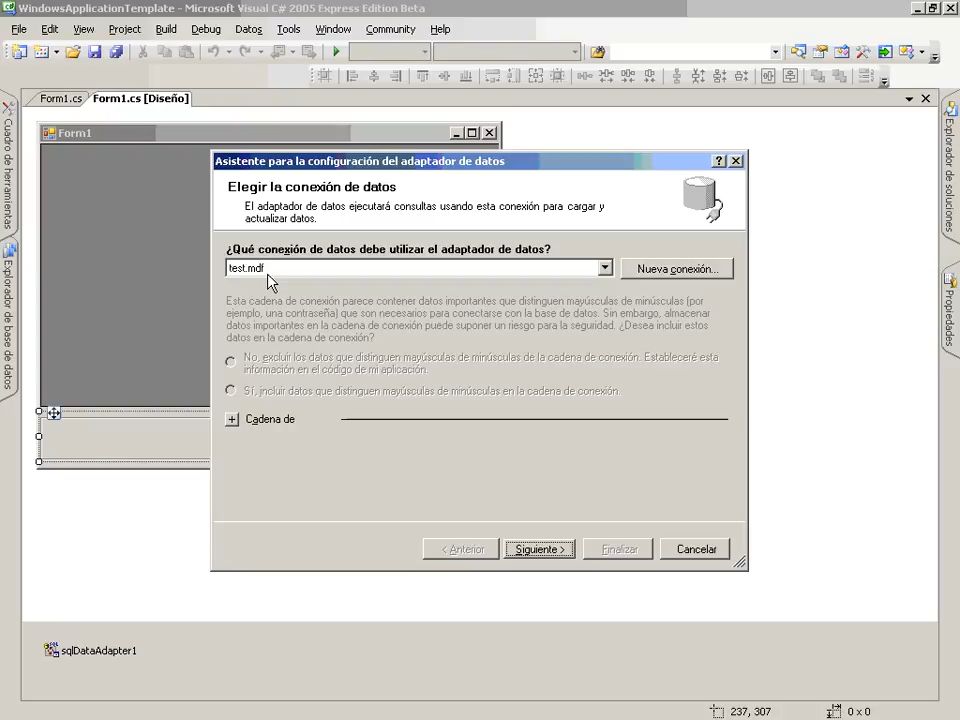 WindowsApplicationTemplate - Microsoft Visual C# 2005 Express Edition Beta
File Edit View Project Build Debug Datos Tools Window Community Help
Form1.cs Form1.cs [Diseño]
Cuadro de herramientas
Explorador de base de datos
Explorador de soluciones
Propiedades
Form1
Asistente para la configuración del adaptador de datos
Elegir la conexión de datos
El adaptador de datos ejecutará consultas usando esta conexión para cargar y
actualizar datos.
¿Qué conexión de datos debe utilizar el adaptador de datos?
test.mdf
Nueva conexión...
Esta cadena de conexión parece contener datos importantes que distinguen mayúsculas de minúsculas (por
ejemplo, una contraseña) que son necesarios para conectarse con la base de datos. Sin embargo, almacenar
datos importantes en la cadena de conexión puede suponer un riesgo para la seguridad. ¿Desea incluir estos
datos en la cadena de conexión?
No, excluir los datos que distinguen mayúsculas de minúsculas de la cadena de conexión. Estableceré esta
información en el código de mi aplicación.
Sí, incluir datos que distinguen mayúsculas de minúsculas en la cadena de conexión.
Cadena de
< Anterior Siguiente > Finalizar Cancelar
sqlDataAdapter1
237, 307 0 x 0